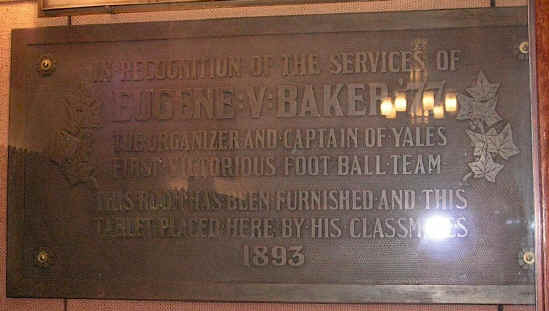 IN·RECOGNITION OF THE SERVICES OF
EUGENE·V·BAKER '77
THE ORGANIZER AND CAPTAIN OF YALES
FIRST VICTORIOUS FOOT BALL TEAM
THIS ROOM HAS BEEN FURNISHED AND THIS
TABLET PLACED HERE BY HIS CLASSMATES
1893